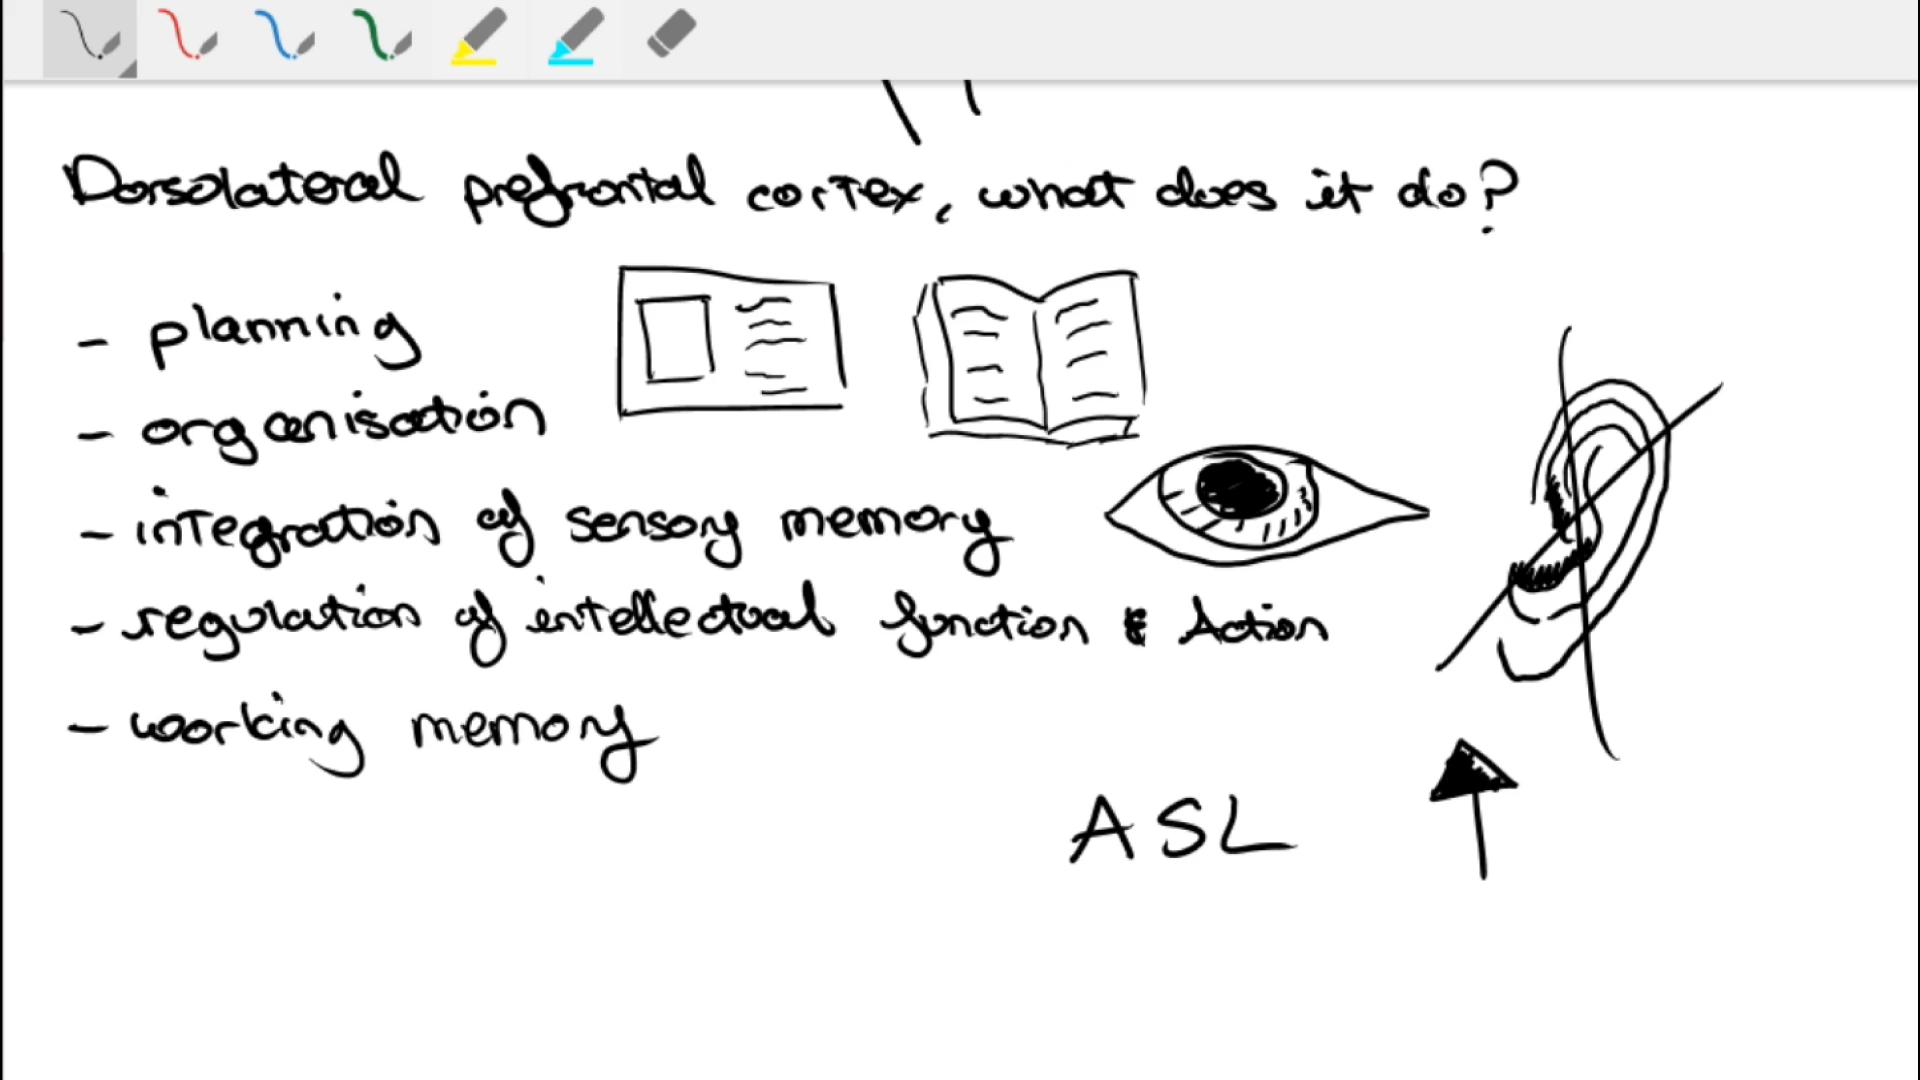 Dorsolateral prefrontal cortex, what does it do?
- planning
- organisation
- integration of sensory memory
- regulation of intellectual function & Action
- working memory
ASL